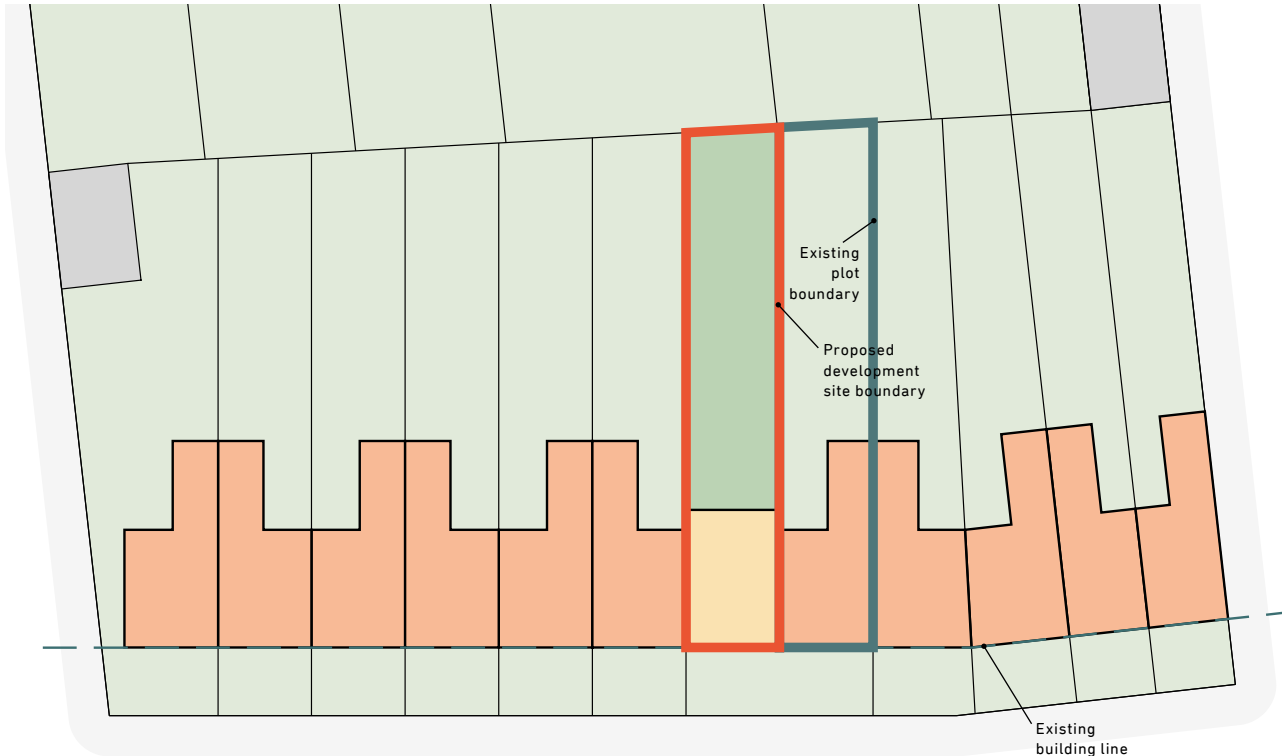 Existing
plot
boundary
Proposed
development
site boundary
Existing
building line